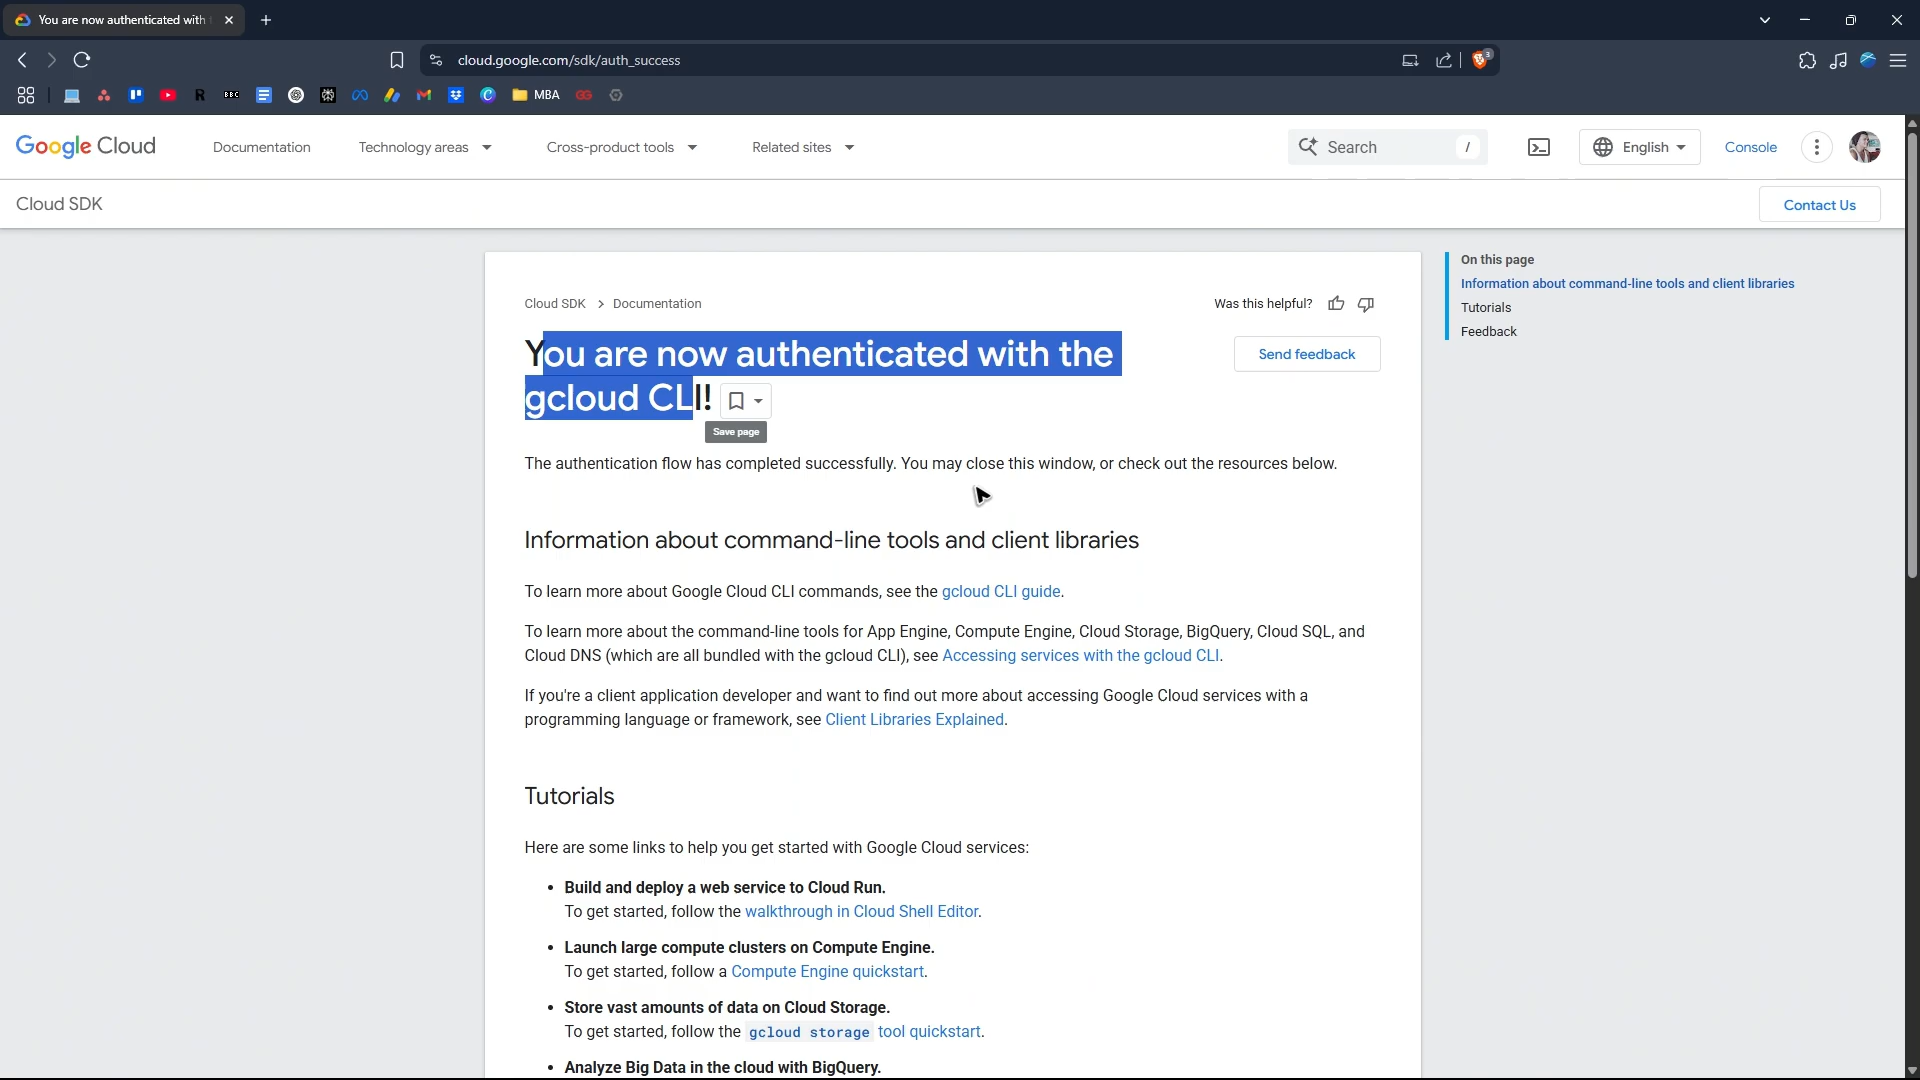 You are now authenticated with
cloud.google.com/sdk/auth_success
3
R
BBC
MBA
Google Cloud
Documentation
Technology areas
Cross-product tools
Related sites
Search
/
English
Console
Cloud SDK
Contact Us
Cloud SDK > Documentation
Was this helpful?
On this page
Information about command-line tools and client libraries
Tutorials
Feedback
You are now authenticated with the
gcloud CLI!
Send feedback
Save page
The authentication flow has completed successfully. You may close this window, or check out the resources below.
Information about command-line tools and client libraries
To learn more about Google Cloud CLI commands, see the gcloud CLI guide.
To learn more about the command-line tools for App Engine, Compute Engine, Cloud Storage, BigQuery, Cloud SQL, and
Cloud DNS (which are all bundled with the gcloud CLI), see Accessing services with the gcloud CLI.
If you're a client application developer and want to find out more about accessing Google Cloud services with a
programming language or framework, see Client Libraries Explained.
Tutorials
Here are some links to help you get started with Google Cloud services:
• Build and deploy a web service to Cloud Run.
To get started, follow the walkthrough in Cloud Shell Editor.
• Launch large compute clusters on Compute Engine.
To get started, follow a Compute Engine quickstart.
• Store vast amounts of data on Cloud Storage.
To get started, follow the gcloud storage tool quickstart.
• Analyze Big Data in the cloud with BigQuery.